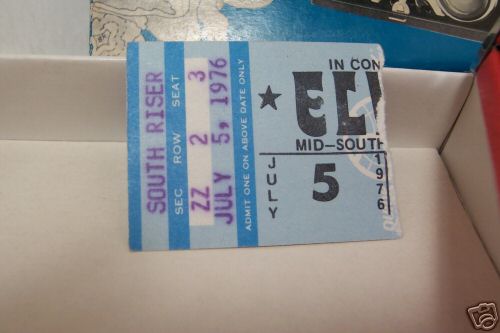 SOUTH RISER
SEC ROW SEAT
ZZ 2 3
JULY 5, 1976
ADMIT ONE ON ABOVE DATE ONLY
IN CON
★ EL
MID-SOUTH
JULY 5 1976